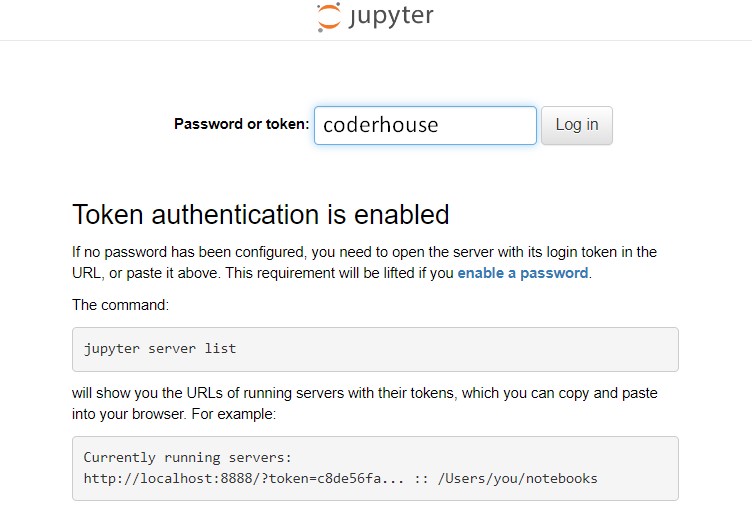 jupyter
Password or token: coderhouse Log in
Token authentication is enabled
If no password has been configured, you need to open the server with its login token in the
URL, or paste it above. This requirement will be lifted if you enable a password.
The command:
jupyter server list
will show you the URLs of running servers with their tokens, which you can copy and paste
into your browser. For example:
Currently running servers:
http://localhost:8888/?token=c8de56fa... :: /Users/you/notebooks